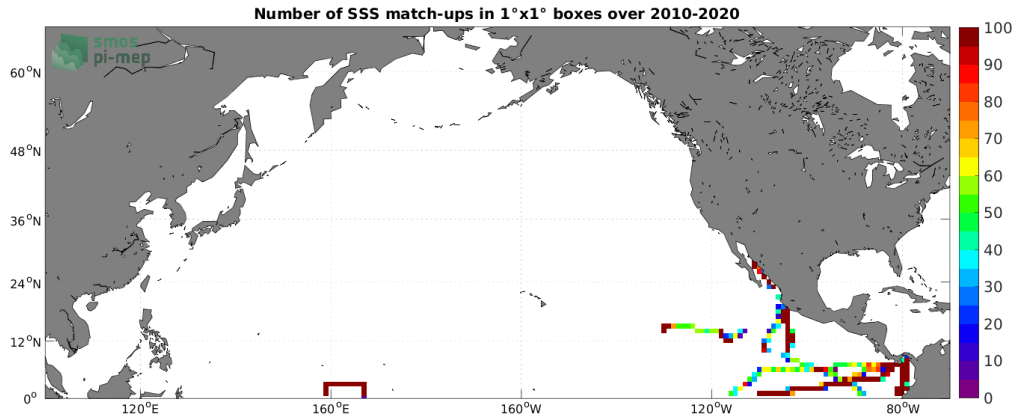 Number of SSS match-ups in 1°x1° boxes over 2010-2020
smos
pi-mep
60°N
48°N
36°N
24°N
12°N
0°
120°E
160°E
160°W
120°W
80°W
100
90
80
70
60
50
40
30
20
10
0